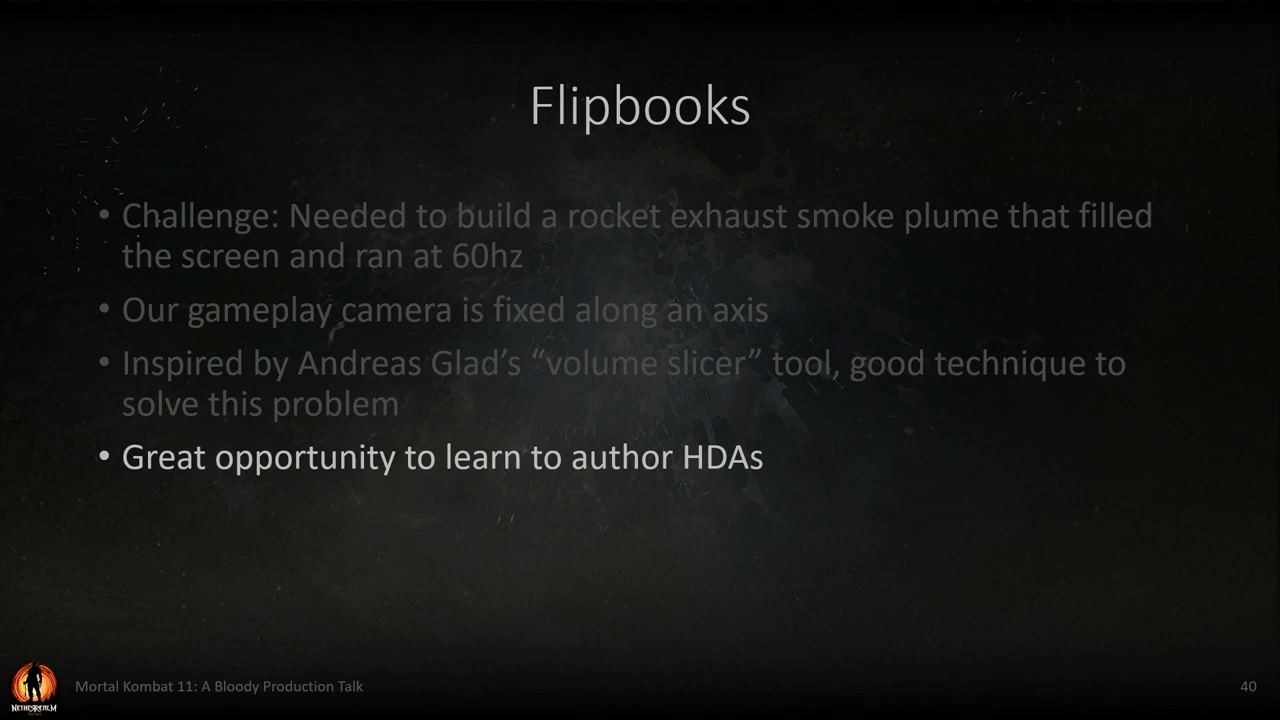 Flipbooks
• Challenge: Needed to build a rocket exhaust smoke plume that filled
the screen and ran at 60hz
• Our gameplay camera is fixed along an axis
• Inspired by Andreas Glad’s “volume slicer” tool, good technique to
solve this problem
• Great opportunity to learn to author HDAs
NETHERREALM
Mortal Kombat 11: A Bloody Production Talk
40